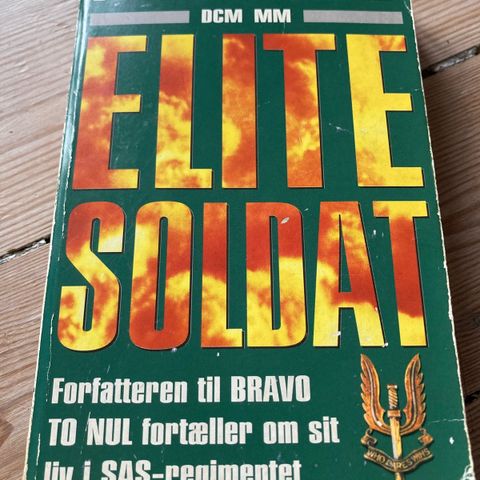 DCM MM
ELITE
SOLDAT
Forfatteren til BRAVO
TO NUL fortæller om sit
liv i SAS-regimentet
WHO DARES WINS